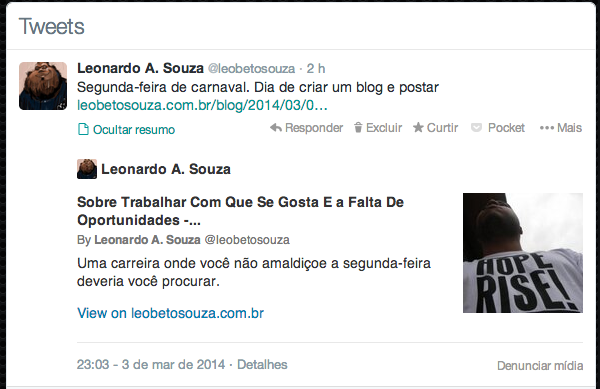 Tweets
Leonardo A. Souza @leobetosouza · 2 h
Segunda-feira de carnaval. Dia de criar um blog e postar
leobetosouza.com.br/blog/2014/03/0…
Ocultar resumo Responder Excluir Curtir Pocket Mais
Leonardo A. Souza
Sobre Trabalhar Com Que Se Gosta E a Falta De
Oportunidades -...
By Leonardo A. Souza @leobetosouza
Uma carreira onde você não amaldiçoe a segunda-feira
deveria você procurar.
View on leobetosouza.com.br
HOPE
RISE!
23:03 - 3 de mar de 2014 · Detalhes Denunciar mídia